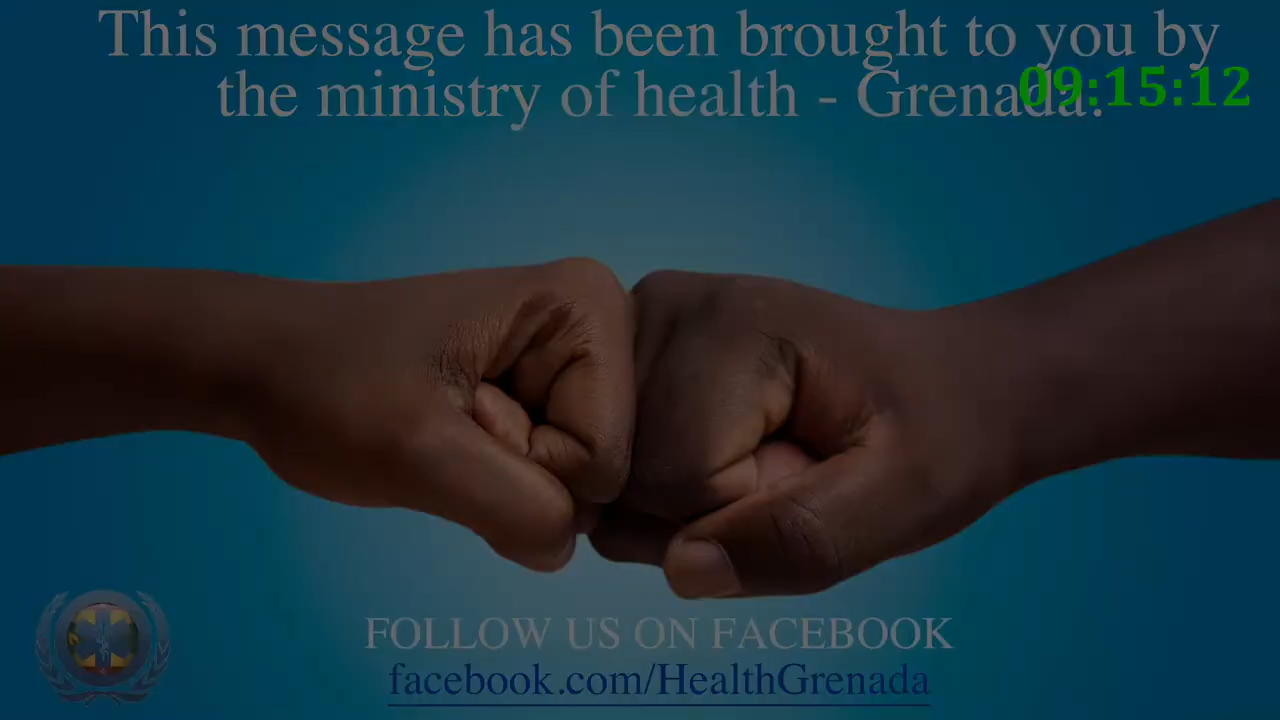 This message has been brought to you by
the ministry of health - Grenada.
09:15:12
FOLLOW US ON FACEBOOK
facebook.com/HealthGrenada